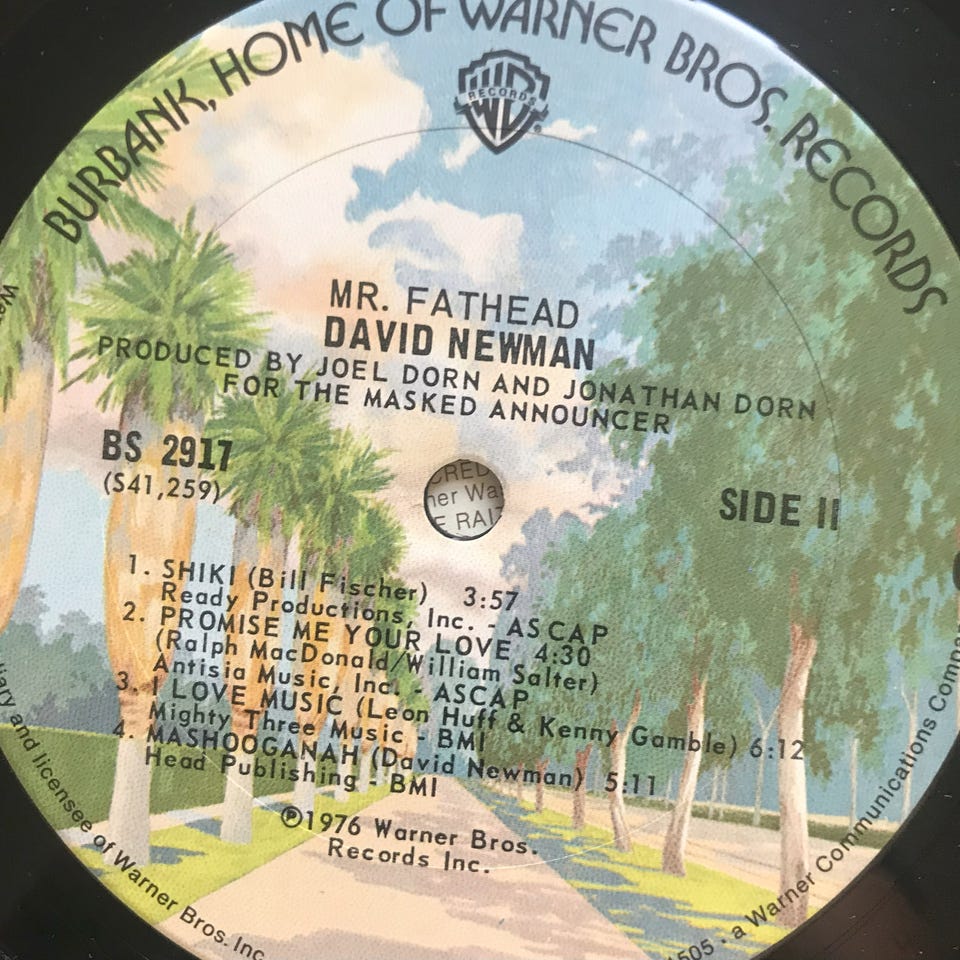 BURBANK, HOME OF WARNER BROS. RECORDS
RECORDS
MR. FATHEAD
DAVID NEWMAN
PRODUCED BY JOEL DORN AND JONATHAN DORN
FOR THE MASKED ANNOUNCER
BS 2917
(S41,259)
SIDE II
1. SHIKI (Bill Fischer) 3:57
Ready Productions, Inc. - ASCAP
2. PROMISE ME YOUR LOVE 4:30
(Ralph MacDonald/William Salter)
Antisia Music, Inc. - ASCAP
3. I LOVE MUSIC (Leon Huff & Kenny Gamble) 6:12
Mighty Three Music - BMI
4. MASHOOGANAH (David Newman) 5:11
Head Publishing - BMI
℗1976 Warner Bros.
Records Inc.
and licensee of Warner Bros. Inc.
1505 · a Warner Communications